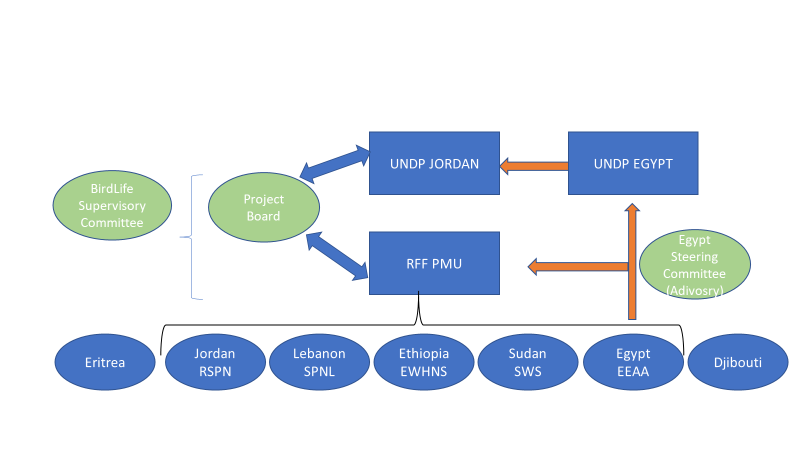 UNDP JORDAN
UNDP EGYPT
BirdLife
Supervisory
Committee
Project
Board
RFF PMU
Egypt
Steering
Committee
(Adivosry)
Eritrea
Jordan
RSPN
Lebanon
SPNL
Ethiopia
EWHNS
Sudan
SWS
Egypt
EEAA
Djibouti